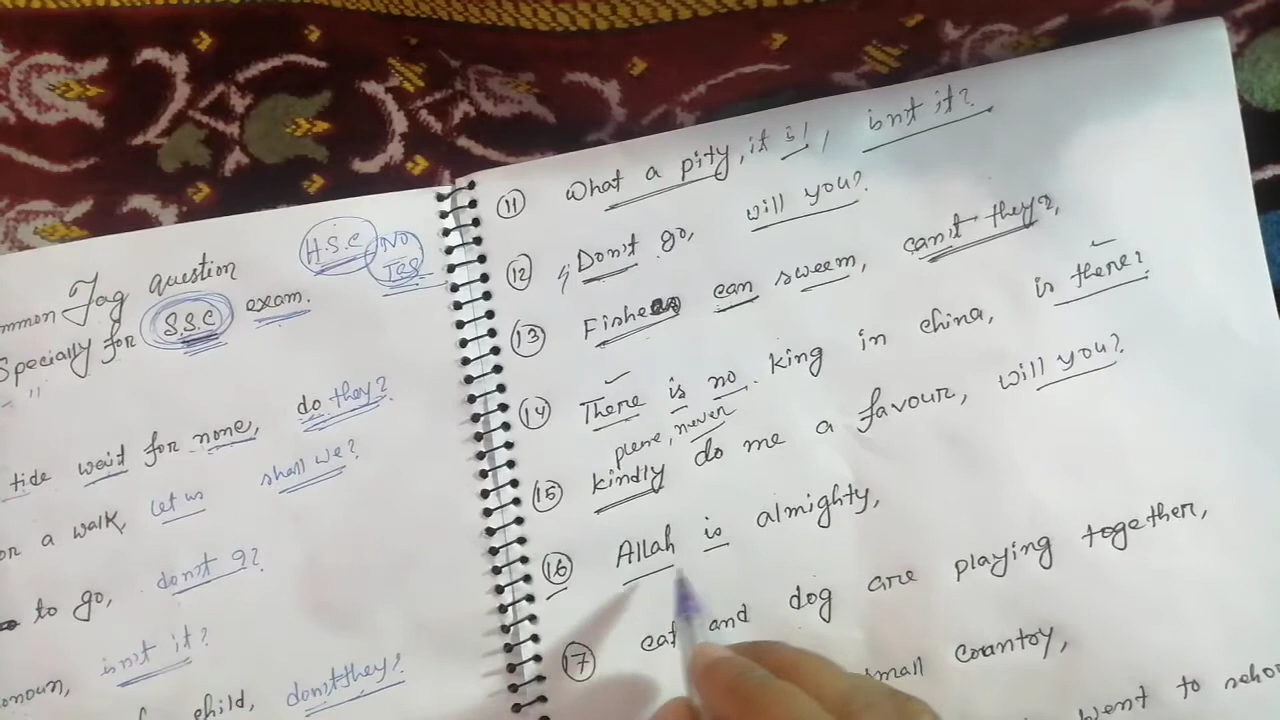 Tag question
H.S.C
NO
Yes
Specially for S.S.C exam.
"
tide wait for none, do they?
a walk, let us shall we?
to go, don't I?
isn't it?
child, don't they?
11 What a pity, it is!, isn't it?
12 Don't go, will you?
13 Fishes can sweem, can't they?,
14 There is no king in china, is there?
please, never
15 kindly do me a favour, will you?
16 Allah is almighty,
17 cat and dog are playing together,
small country,
went to